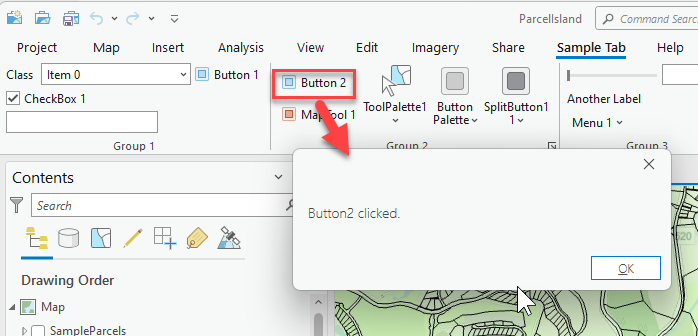 ParcelIsland
Command Search
Project Map Insert Analysis View Edit Imagery Share Sample Tab Help
Class Item 0 Button 1
CheckBox 1
Group 1
Button 2
MapTool 1
ToolPalette1
Button
Palette
SplitButton1
1
Group 2
Another Label
Menu 1
Group 3
Contents
Search
Drawing Order
Map
SampleParcels
Button2 clicked.
OK
620